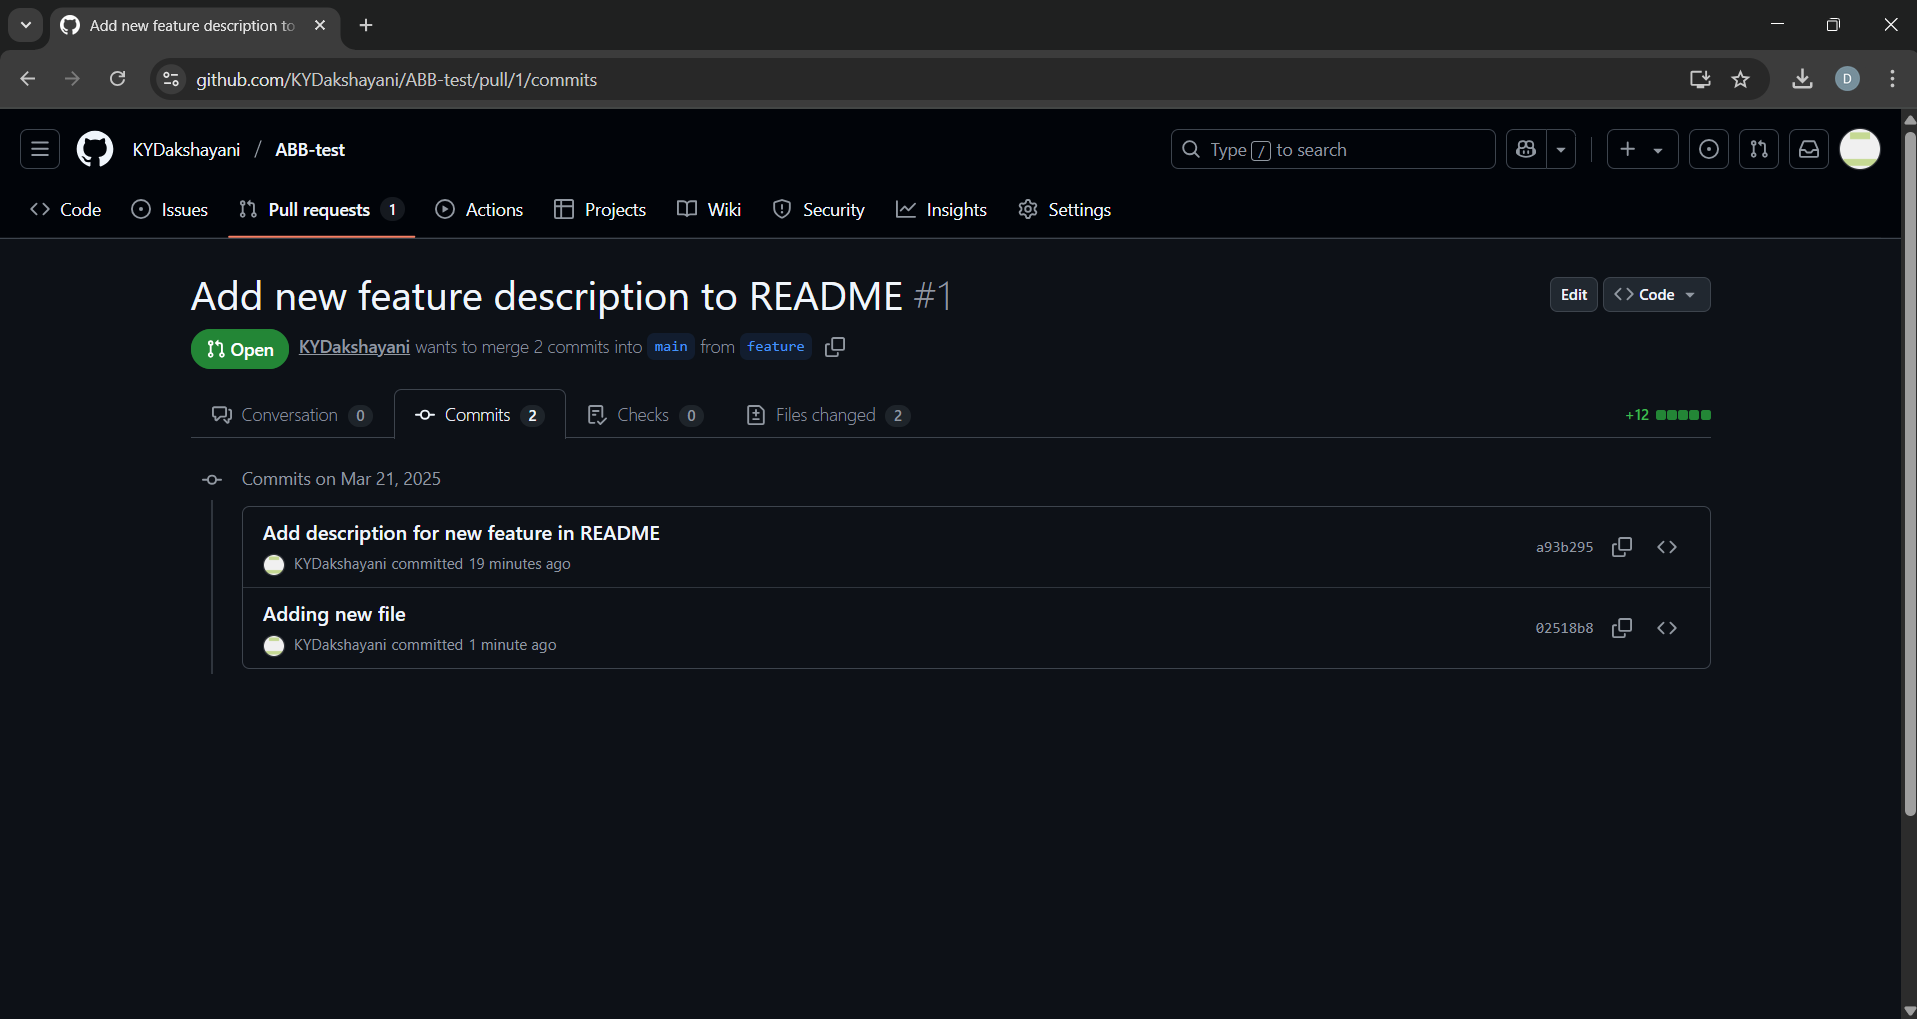 Add new feature description to
github.com/KYDakshayani/ABB-test/pull/1/commits
D
KYDakshayani / ABB-test
Type / to search
Code Issues Pull requests 1 Actions Projects Wiki Security Insights Settings
Add new feature description to README #1
Edit Code
Open KYDakshayani wants to merge 2 commits into main from feature
Conversation 0 Commits 2 Checks 0 Files changed 2 +12
Commits on Mar 21, 2025
Add description for new feature in README
KYDakshayani committed 19 minutes ago
a93b295
Adding new file
KYDakshayani committed 1 minute ago
02518b8